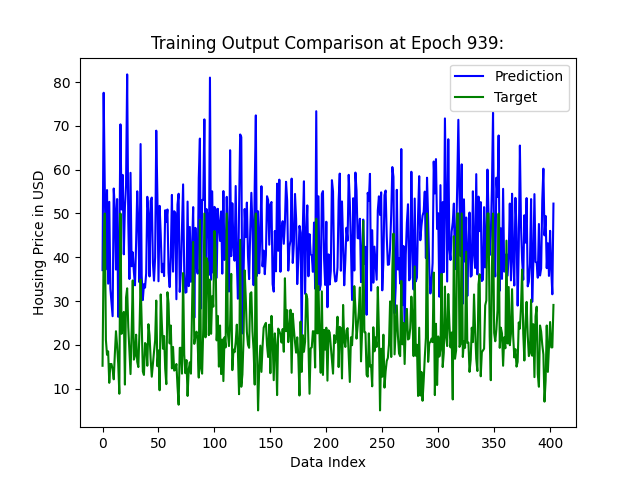 Training Output Comparison at Epoch 939:
Prediction
Target
80
70
60
50
40
30
20
10
Housing Price in USD
0 50 100 150 200 250 300 350 400
Data Index